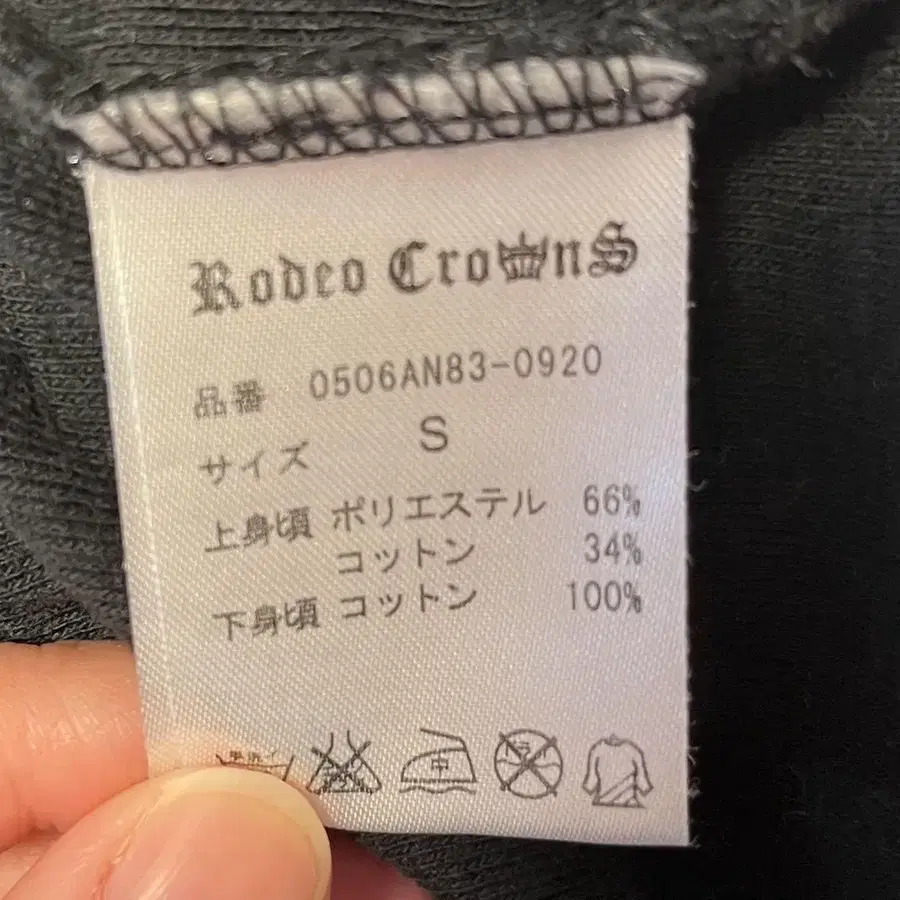 Rodeo Crowns
品番 0506AN83-0920
サイズ S
上身頃 ポリエステル 66%
コットン 34%
下身頃 コットン 100%
中